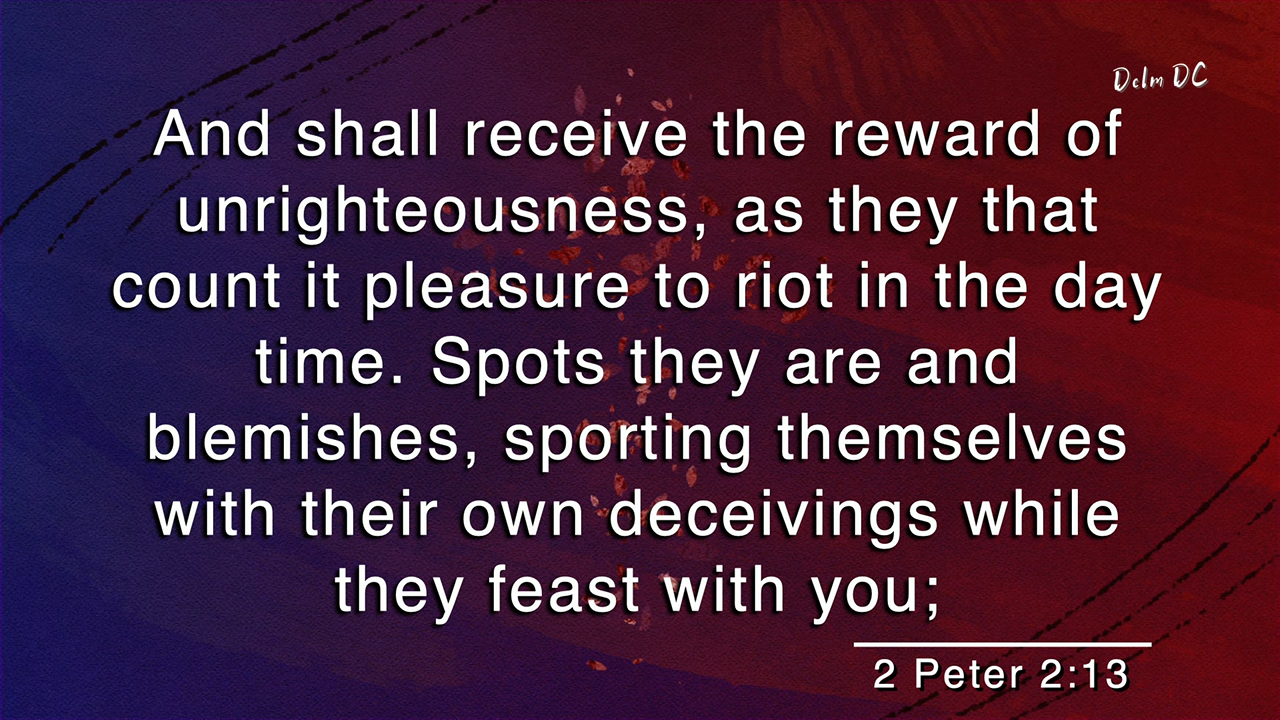 Dclm DC
And shall receive the reward of
unrighteousness, as they that
count it pleasure to riot in the day
time. Spots they are and
blemishes, sporting themselves
with their own deceivings while
they feast with you;
2 Peter 2:13